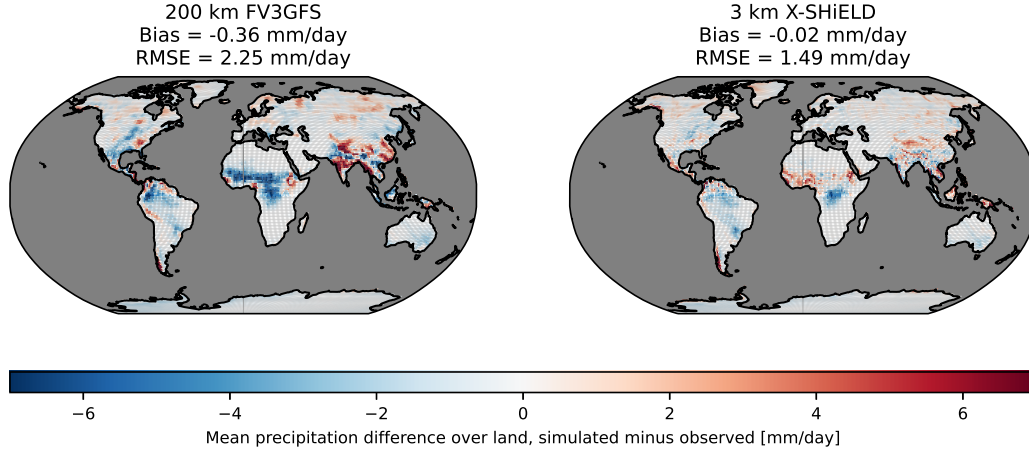 200 km FV3GFS
Bias = -0.36 mm/day
RMSE = 2.25 mm/day
3 km X-SHiELD
Bias = -0.02 mm/day
RMSE = 1.49 mm/day
−6 −4 −2 0 2 4 6
Mean precipitation difference over land, simulated minus observed [mm/day]